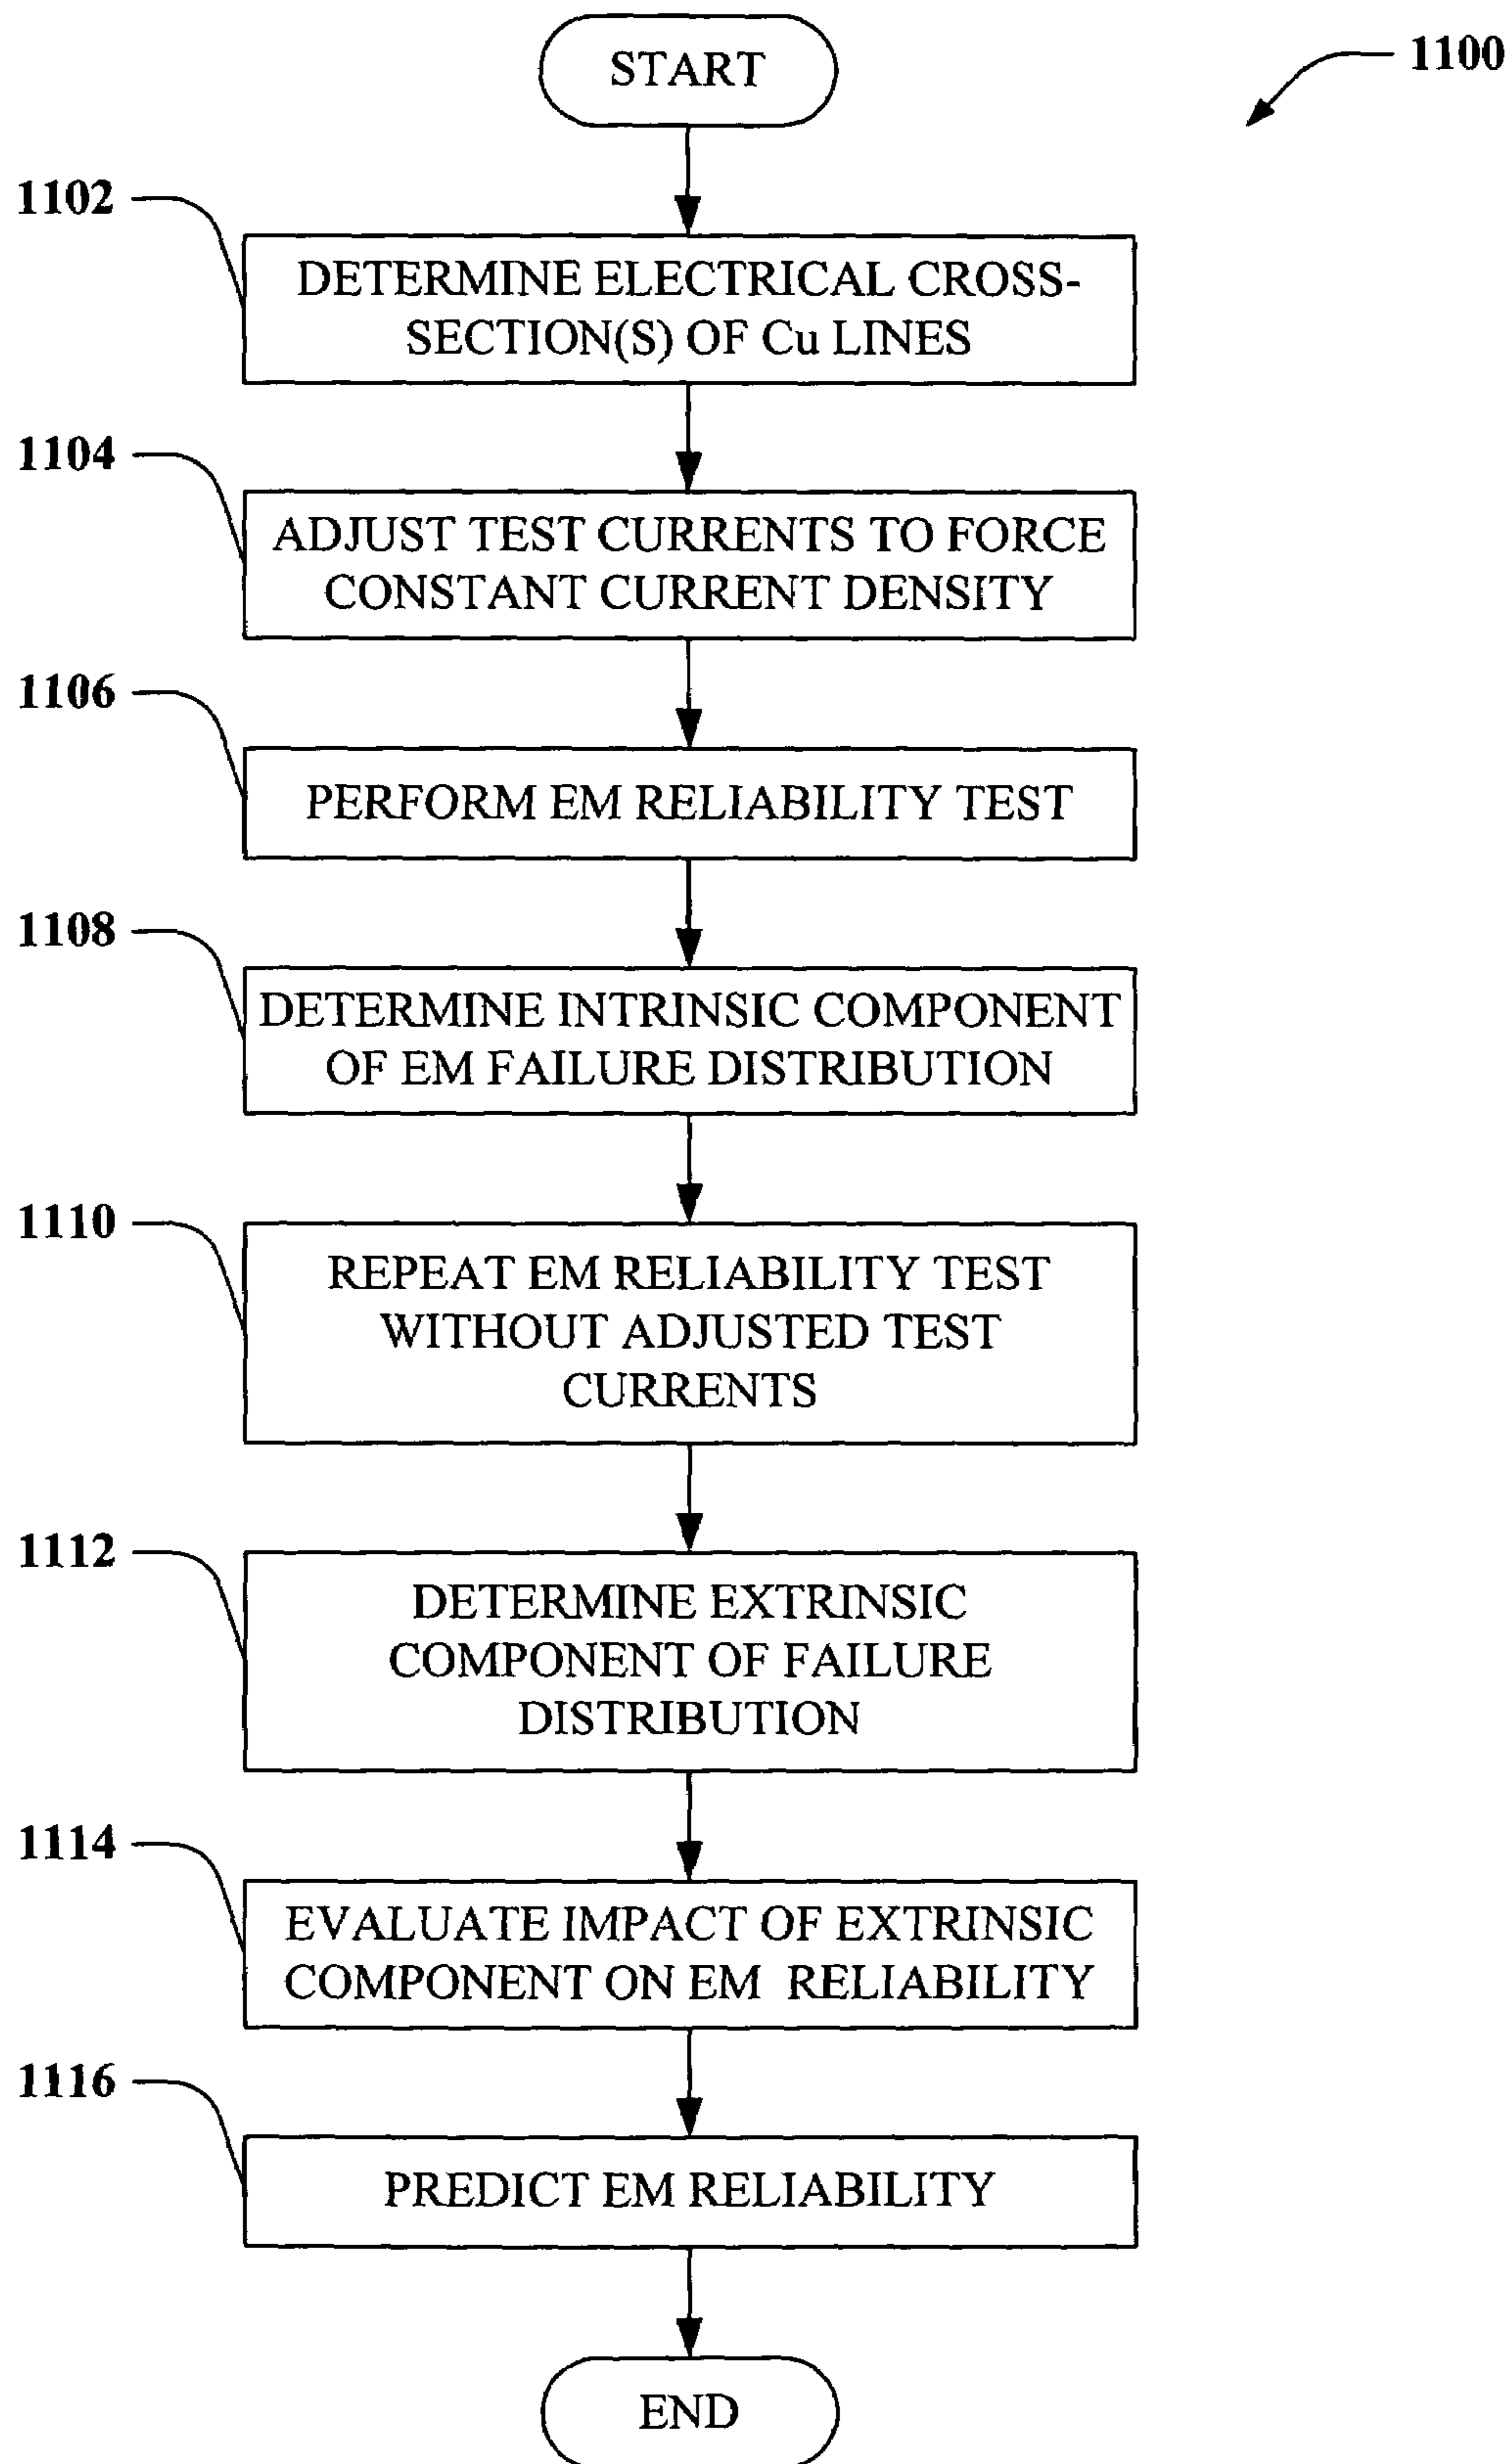 START
1100
1102
DETERMINE ELECTRICAL CROSS-
SECTION(S) OF Cu LINES
1104
ADJUST TEST CURRENTS TO FORCE
CONSTANT CURRENT DENSITY
1106
PERFORM EM RELIABILITY TEST
1108
DETERMINE INTRINSIC COMPONENT
OF EM FAILURE DISTRIBUTION
1110
REPEAT EM RELIABILITY TEST
WITHOUT ADJUSTED TEST
CURRENTS
1112
DETERMINE EXTRINSIC
COMPONENT OF FAILURE
DISTRIBUTION
1114
EVALUATE IMPACT OF EXTRINSIC
COMPONENT ON EM RELIABILITY
1116
PREDICT EM RELIABILITY
END